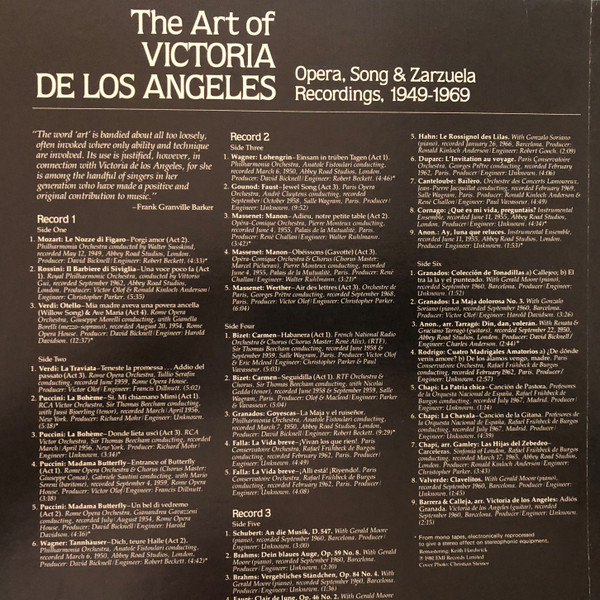 The Art of
VICTORIA
DE LOS ANGELES
Opera, Song & Zarzuela
Recordings, 1949-1969
"The word 'art' is bandied about all too loosely,
often invoked where only ability and technique
are involved. Its use is justified, however, in
connection with Victoria de los Angeles, for she
is among the handful of singers in her
generation who have made a positive and
original contribution to music."
–Frank Granville Barker
Record 1
Side One
1. Mozart: Le Nozze di Figaro–Porgi amor (Act 2).
Philharmonia Orchestra conducted by Walter Susskind,
recorded May 12, 1949, Abbey Road Studios, London.
Producer: David Bicknell/Engineer: Robert Beckett. (4:33)*
2. Rossini: Il Barbiere di Siviglia–Una voce poco fa (Act
1). Royal Philharmonic Orchestra, conducted by Vittorio
Gui, recorded September 1962, Abbey Road Studios,
London. Producer: Victor Olof & Ronald Kinloch/Engineer:
Christopher Parker. (5:35)
3. Verdi: Otello–Mia madre aveva una povera ancella
(Willow Song) & Ave Maria (Act 4). Rome Opera
Orchestra, Giuseppe Morelli conducting, with Gianella
Borelli (mezzo-soprano), recorded August 20, 1954, Rome
Opera House. Producer: David Bicknell/Engineer: Harold
Davidson. (12:37)*
Side Two
1. Verdi: La Traviata–Teneste la promessa . . . Addio del
passato (Act 3). Rome Opera Orchestra, Tullio Serafin
conducting, recorded June 1959, Rome Opera House.
Producer: Victor Olof/Engineer: Francis Dillnutt. (5:02)
2. Puccini: La Bohème–Sì. Mi chiamano Mimì (Act 1).
RCA Victor Orchestra, Sir Thomas Beecham conducting,
with Jussi Bjoerling (tenor), recorded March/April 1956,
New York. Producer: Richard Mohr/Engineer:
Unknown. (5:18)*
3. Puccini: La Bohème–Donde lieta uscì (Act 3). RCA
Victor Orchestra, Sir Thomas Beecham conducting, recorded
March/April 1956, New York. Producer: Richard Mohr/
Engineer: Unknown. (3:14)*
4. Puccini: Madama Butterfly–Entrance of Butterfly
(Act 1). Rome Opera Orchestra & Chorus (Chorus Master:
Giuseppe Conca), Gabriele Santini conducting, with Mario
Sereni (baritone), recorded September 4, 1959, Rome Opera
House. Producer: Victor Olof/Engineer: Francis Dillnutt.
(3:18)
5. Puccini: Madama Butterfly–Un bel dì vedremo
(Act 2). Rome Opera Orchestra, Gianandrea Gavazzeni
conducting, recorded July/August 1954, Rome Opera
House. Producer: David Bicknell/Engineer: Harold
Davidson. (4:36)*
6. Wagner: Tannhäuser–Dich, teure Halle (Act 2).
Philharmonia Orchestra, Anatole Fistoulari conducting,
recorded March 6, 1950, Abbey Road Studios, London.
Producer: David Bicknell/Engineer: Robert Beckett. (4:42)*
Record 2
Side Three
1. Wagner: Lohengrin–Einsam in trüben Tagen (Act 1).
Philharmonia Orchestra, Anatole Fistoulari conducting,
recorded March 6, 1950, Abbey Road Studios, London.
Producer: David Bicknell/Engineer: Robert Beckett. (4:46)*
2. Gounod: Faust–Jewel Song (Act 3). Paris Opera
Orchestra, André Cluytens conducting, recorded
September/October 1958, Salle Wagram, Paris. Engineer:
Unknown. (9:52)
3. Massenet: Manon–Adieu, notre petite table (Act 2).
Opéra-Comique Orchestra, Pierre Monteux conducting,
recorded June 4, 1955, Palais de la Mutualité, Paris.
Producer: René Challan/Engineer: Walter Ruhlmann.
(3:42)*
4. Massenet: Manon–Obéissons (Gavotte) (Act 3).
Opéra-Comique Orchestra & Chorus (Chorus Master:
Marcel Picheran), Pierre Monteux conducting, recorded
June 4, 1955, Palais de la Mutualité, Paris. Producer: René
Challan/Engineer: Walter Ruhlmann. (3:23)*
5. Massenet: Werther–Air des lettres (Act 3). Orchestre de
Paris, Georges Prêtre conducting, recorded 1968,
Paris. Producer: Victor Olof/Engineer: Unknown.
(6:04)
Side Four
1. Bizet: Carmen–Habanera (Act 1). French National Radio
Orchestra & Chorus (Chorus Master: René Alix), (RTF),
Sir Thomas Beecham conducting, recorded June 1958 &
September 1959, Salle Wagram, Paris. Producer: Victor Olof
& Eric Mcleod/Engineer: Christopher Parker & Paul
Vavasseur. (5:01)
2. Bizet: Carmen–Seguidilla (Act 1). RTF Orchestra &
Chorus, Sir Thomas Beecham conducting, with Nicolai
Gedda (tenor), recorded June 1958 & September 1959, Salle
Wagram, Paris. Producer: Olof & Macleod/Engineer: Parker
& Vavasseur. (5:04)
3. Granados: Goyescas–La Maja y el ruiseñor.
Philharmonia Orchestra, Anatole Fistoulari conducting,
recorded March 7, 1950, Abbey Road Studios, London.
Producer: David Bicknell/Engineer: Robert Beckett. (9:29)*
4. Falla: La Vida breve–¡Vivan los que ríen!. Paris
Conservatoire Orchestra, Rafael Frühbeck de Burgos
conducting, recorded February 1962, Paris. Producer/
Engineer: Unknown. (4:49)
5. Falla: La Vida breve–¡Allí está! (Riyendo). Paris
Conservatoire Orchestra, Rafael Frühbeck de Burgos
conducting, recorded February 1962, Paris. Producer/
Engineer: Unknown. (4:08)
Record 3
Side Five
1. Schubert: An die Musik, D.547. With Gerald Moore
(piano), recorded September 1960, Barcelona. Producer/
Engineer: Unknown. (3:00)
2. Brahms: Dein blaues Auge, Op. 59 No. 8. With Gerald
Moore (piano), recorded September 1960, Barcelona.
Producer/Engineer: Unknown. (2:30)
3. Brahms: Vergebliches Ständchen, Op. 84 No. 4. With
Gerald Moore (piano), recorded September 1960, Barcelona.
Producer/Engineer: Unknown. (1:36)
4. Fauré: Clair de lune, Op. 46 No. 2.
5. Hahn: Le Rossignol des Lilas. With Gonzalo Soriano
(piano), recorded January 26, 1966, Barcelona. Producer:
Ronald Kinloch Anderson/Engineer: Robert Gooch. (2:09)
6. Duparc: L'Invitation au voyage. Paris Conservatoire
Orchestra, Georges Prêtre conducting, recorded February
1962, Paris. Producer/Engineer: Unknown. (4:06)
7. Canteloube: Baïlèro. Orchestre des Concerts Lamoureux,
Jean-Pierre Jacquillat conducting, recorded February 1969,
Salle Wagram, Paris. Producer: Ronald Kinloch Anderson &
René Challan/Engineer: Paul Vavasseur. (4:49)
8. Cornago: ¿Qué es mi vida, preguntais? Instrumental
Ensemble, recorded June 11, 1955, Abbey Road Studios,
London. Producer/Engineer: Unknown. (4:14)*
9. Anon.: Ay, luna que reluces. Instrumental Ensemble,
recorded June 11, 1955, Abbey Road Studios, London.
Producer/Engineer: Unknown. (1:53)*
Side Six
1. Granados: Colección de Tonadillas a) Callejeo; b) El
tra la la y el punteado. With Gerald Moore (piano),
recorded September 1960, Barcelona. Producer/Engineer:
Unknown. (1:52)
2. Granados: La Maja dolorosa No. 3. With Gonzalo
Soriano (piano), recorded October 1961, London.
Producer: Victor Olof/Engineer: Harold Davidson. (3:26)
3. Anon., arr. Tarragó: Din, dan, volerán. With Renata &
Graciano Tarragó (guitars), recorded September 22, 1950,
Abbey Road Studios, London. Producer: David Bicknell/
Engineer: Charles Anderson. (2:41)*
4. Rodrigo: Cuatro Madrigales Amatorios a) ¿De dónde
venís amore? b) De los álamos vengo, madre. Paris
Conservatoire Orchestra, Rafael Frühbeck de Burgos
conducting, recorded February 1962, Paris. Producer/
Engineer: Unknown. (2:57)
5. Chapí: La Patria chica–Canción de Pastora. Profesores
de la Orquesta Nacional de España, Rafael Frühbeck de
Burgos conducting, recorded July 1967, Madrid. Producer/
Engineer: Unknown. (1:14)
6. Chapí: La Chavala–Canción de la Gitana. Profesores de
la Orquesta Nacional de España, Rafael Frühbeck de
Burgos conducting, recorded July 1967, Madrid. Producer/
Engineer: Unknown. (4:39)
7. Chapí, arr. Gamley: Las Hijas del Zebedeo–
Carceleras. Sinfonia of London, Rafael Frühbeck de Burgos
conducting, recorded March 17, 1965, Abbey Road Studios,
London. Producer: Ronald Kinloch Anderson/Engineer:
Christopher Parker. (3:43)
8. Valverde: Clavelitos. With Gerald Moore (piano),
recorded September 1960, Barcelona. Producer/Engineer:
Unknown. (1:45)
9. Barrera & Calleja, arr. Victoria de los Angeles: Adiós
Granada. Victoria de los Angeles (guitar), recorded
September 1960, Barcelona. Producer/Engineer: Unknown.
(2:15)
* From mono tapes, electronically reprocessed
to give a stereo effect on stereophonic equipment.
Remastering: Keith Hardwick
© 1982 EMI Records Limited
Cover Photo: Christian Steiner